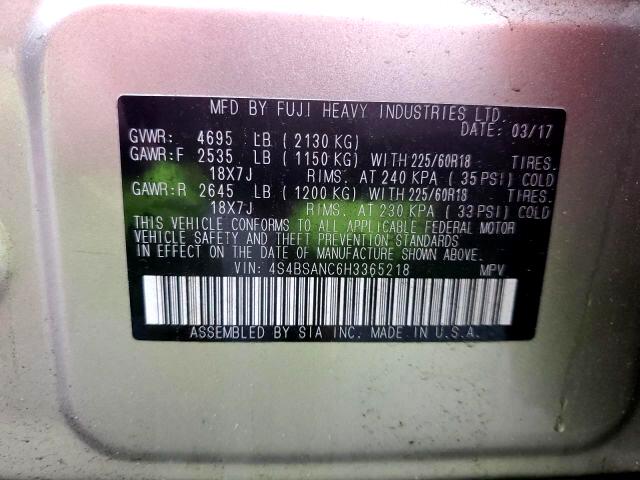 MFD BY FUJI HEAVY INDUSTRIES LTD.
DATE: 03/17
GVWR: 4695 LB ( 2130 KG)
GAWR:F 2535 LB ( 1150 KG) WITH 225/60R18 TIRES.
18X7J RIMS. AT 240 KPA ( 35 PSI) COLD
GAWR:R 2645 LB ( 1200 KG) WITH 225/60R18 TIRES.
18X7J RIMS. AT 230 KPA ( 33 PSI) COLD
THIS VEHICLE CONFORMS TO ALL APPLICABLE FEDERAL MOTOR
VEHICLE SAFETY AND THEFT PREVENTION STANDARDS
IN EFFECT ON THE DATE OF MANUFACTURE SHOWN ABOVE.
VIN: 4S4BSANC6H3365218 MPV
ASSEMBLED BY SIA INC. MADE IN U.S.A.